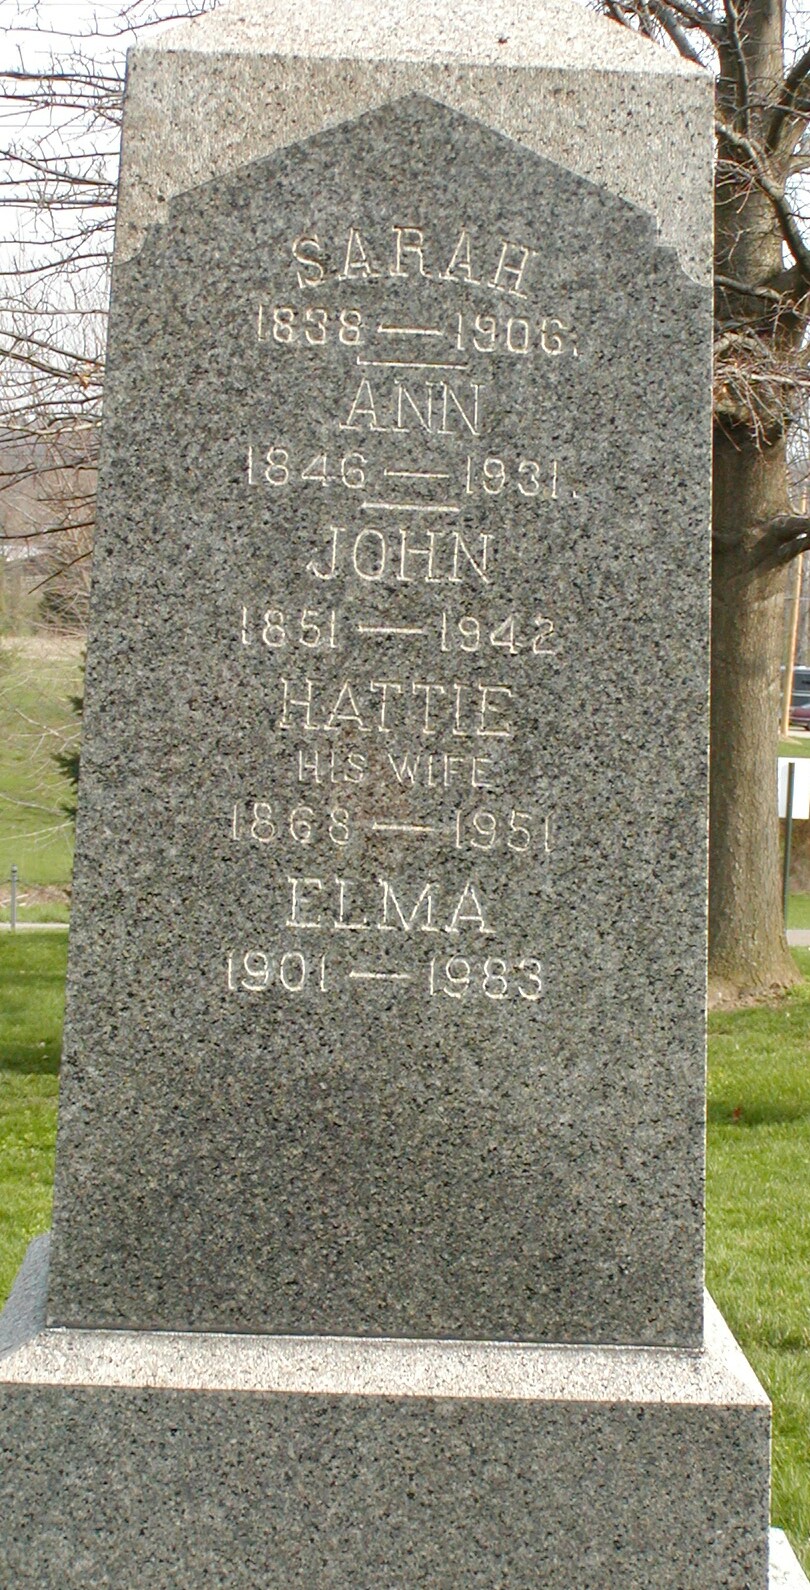 SARAH
1838 — 1906.
ANN
1846 — 1931.
JOHN
1851 — 1942
HATTIE
HIS WIFE
1868 — 1951
ELMA
1901 — 1983